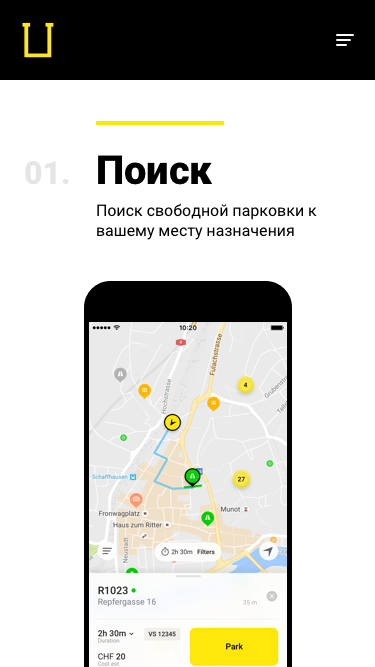 01.
Поиск
Поиск свободной парковки к
вашему месту назначения
10:20
Fulachstrasse
Hochstrasse
4
Schaffhausen
27
Fronwagplatz
Munot
Haus zum Ritter
Neustadt
2h 30m Filters
R1023
Repfergasse 16
35 m
2h 30m
VS 12345
Duration
Park
CHF 20
Cost est.